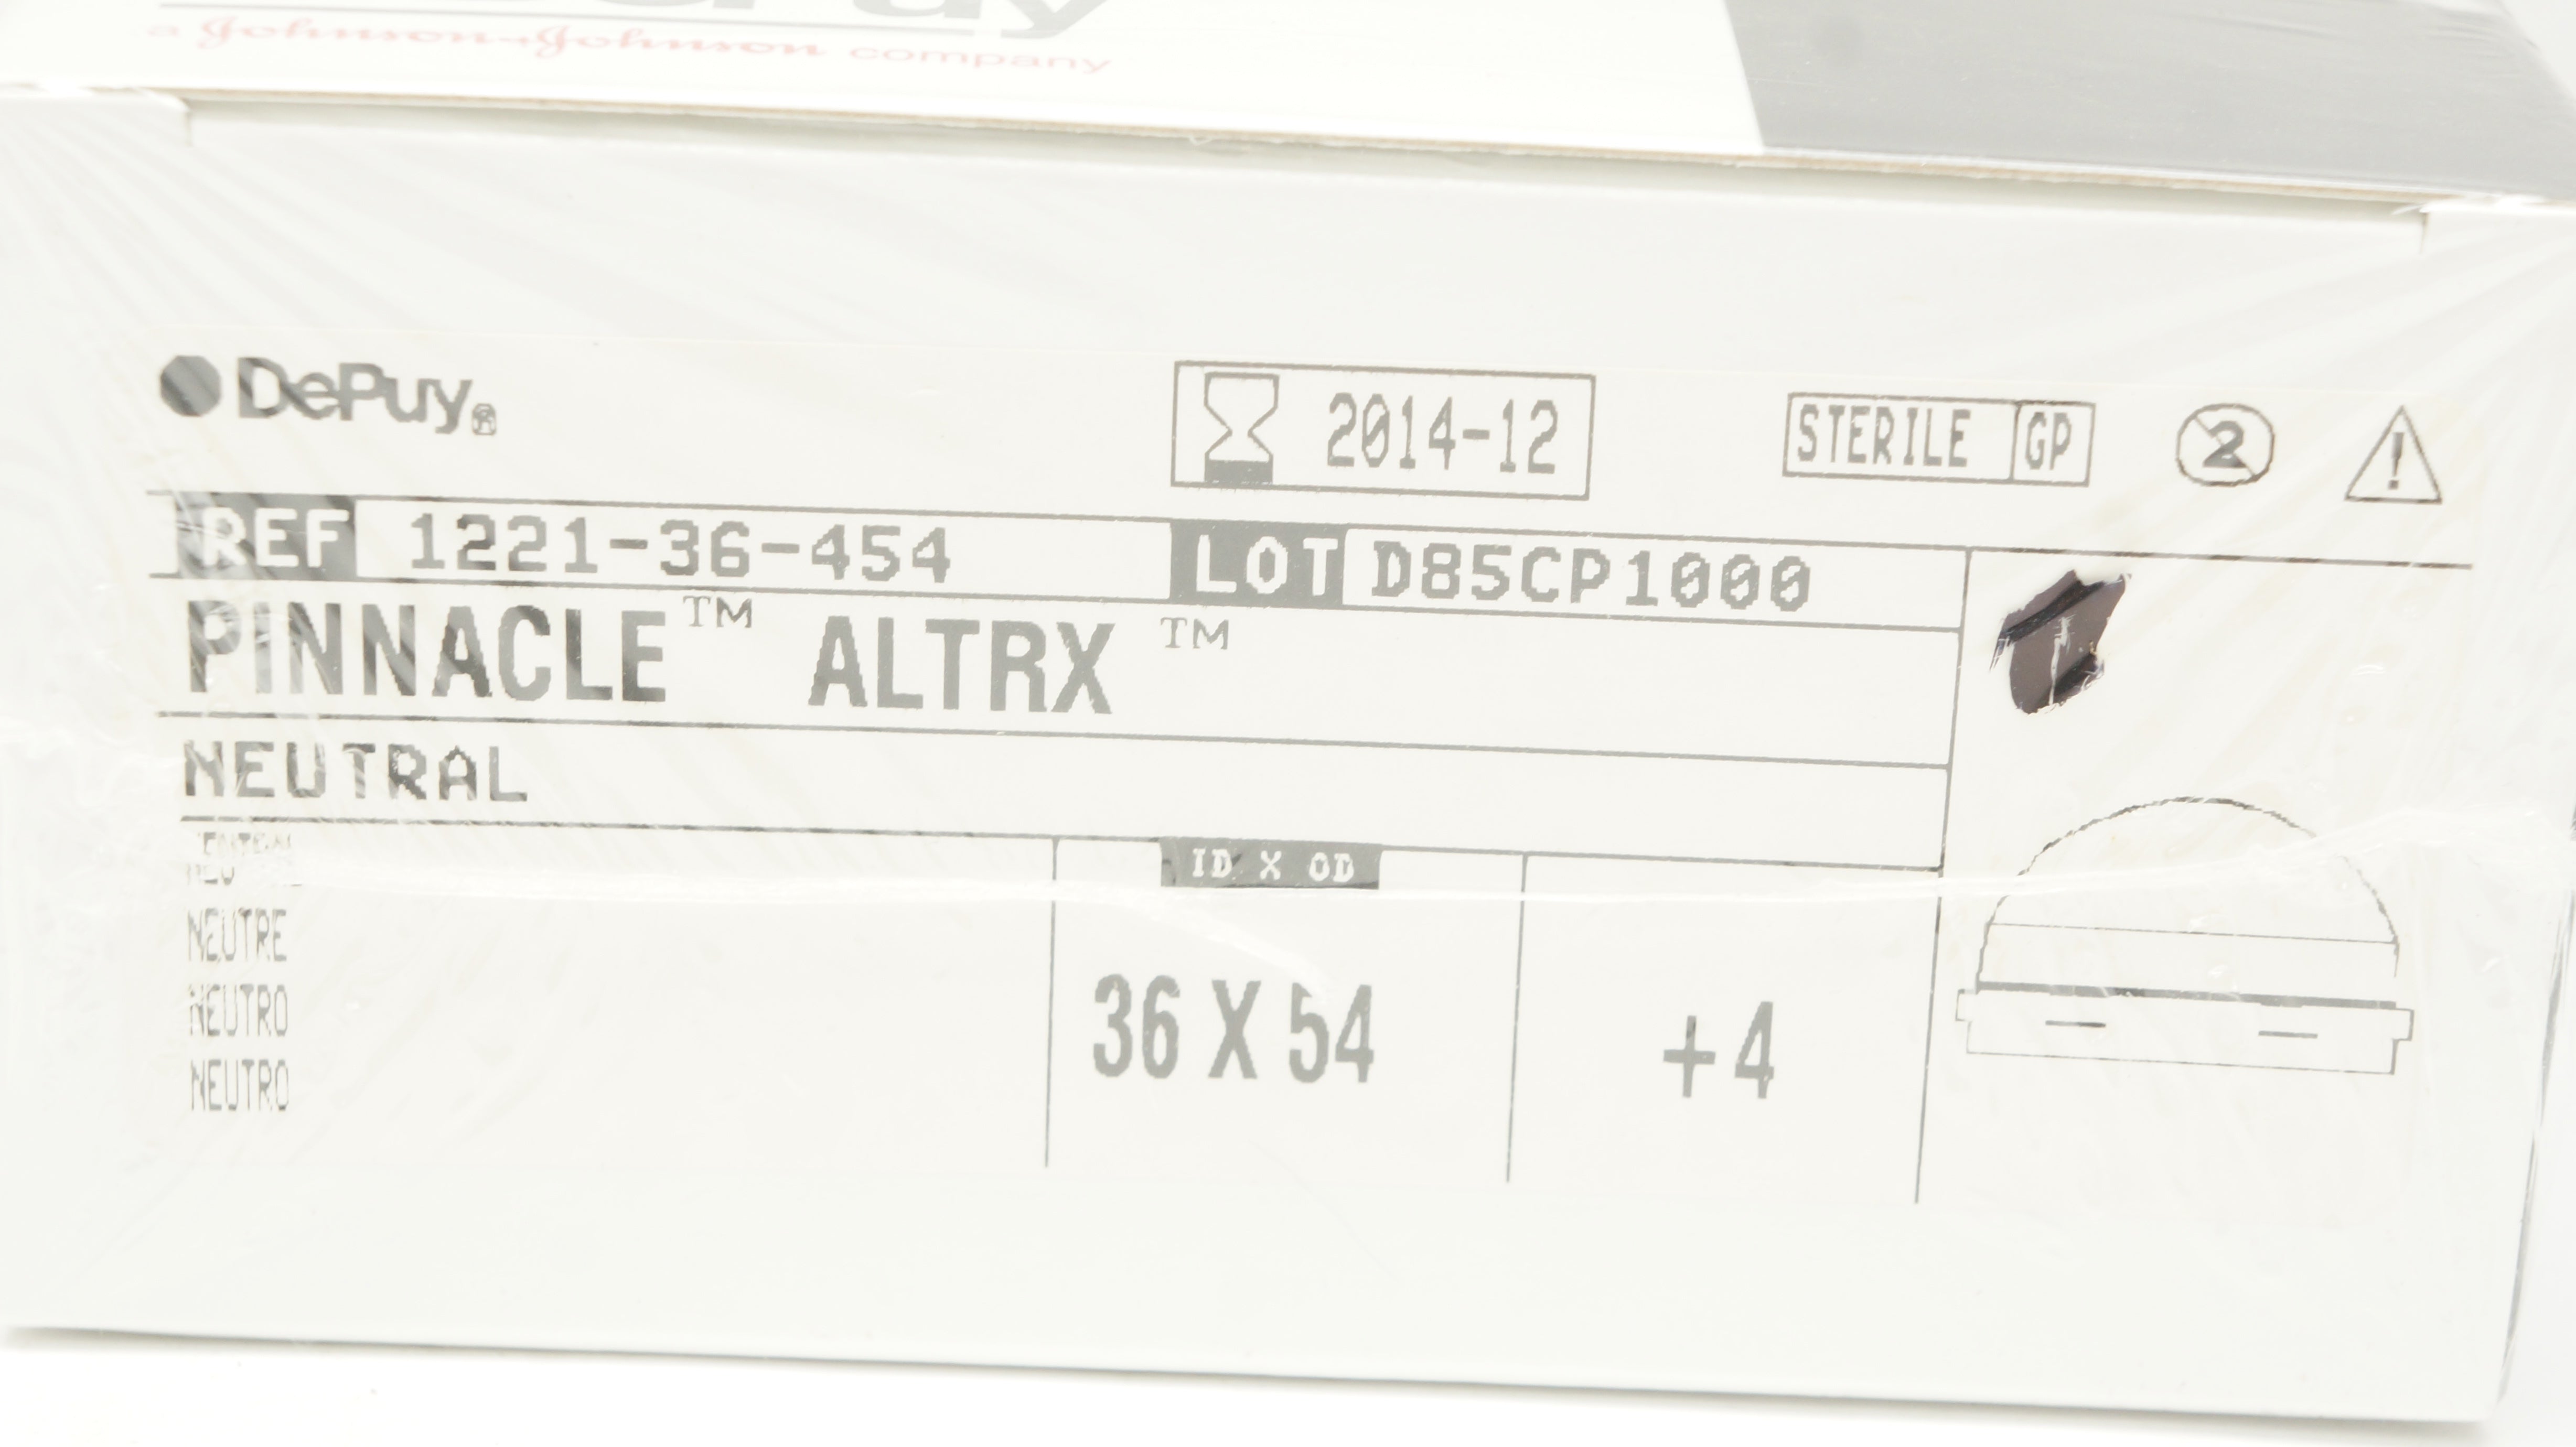 a Johnson+Johnson company
DePuy®
2014-12
STERILE GP
2
REF 1221-36-454
LOT D85CP1000
PINNACLE™ ALTRX™
NEUTRAL
NEUTRE
NEUTRO
NEUTRO
ID X OD
36 X 54
+4